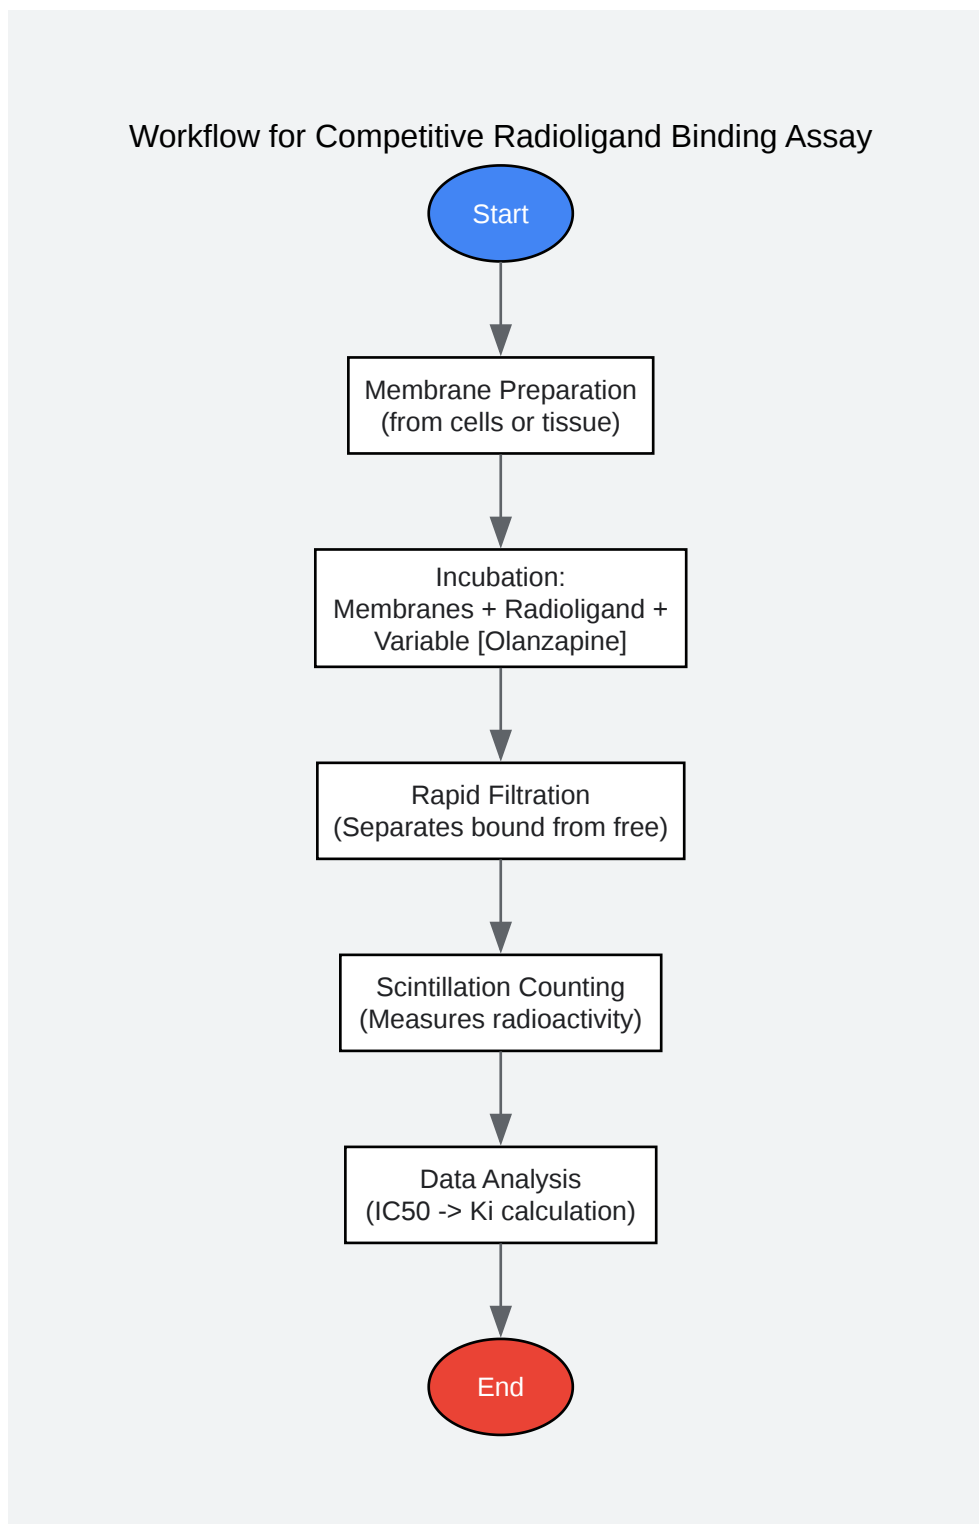 Workflow for Competitive Radioligand Binding Assay
Start
Membrane Preparation
(from cells or tissue)
Incubation:
Membranes + Radioligand +
Variable [Olanzapine]
Rapid Filtration
(Separates bound from free)
Scintillation Counting
(Measures radioactivity)
Data Analysis
(IC50 -> Ki calculation)
End